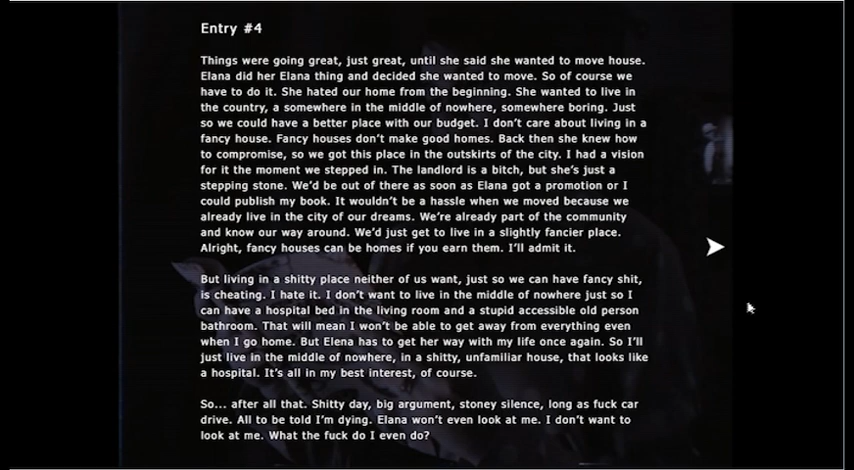 Entry #4
Things were going great, just great, until she said she wanted to move house.
Elana did her Elana thing and decided she wanted to move. So of course we
have to do it. She hated our home from the beginning. She wanted to live in
the country, a somewhere in the middle of nowhere, somewhere boring. Just
so we could have a better place with our budget. I don't care about living in a
fancy house. Fancy houses don't make good homes. Back then she knew how
to compromise, so we got this place in the outskirts of the city. I had a vision
for it the moment we stepped in. The landlord is a bitch, but she's just a
stepping stone. We'd be out of there as soon as Elana got a promotion or I
could publish my book. It wouldn't be a hassle when we moved because we
already live in the city of our dreams. We're already part of the community
and know our way around. We'd just get to live in a slightly fancier place.
Alright, fancy houses can be homes if you earn them. I'll admit it.
But living in a shitty place neither of us want, just so we can have fancy shit,
is cheating. I hate it. I don't want to live in the middle of nowhere just so I
can have a hospital bed in the living room and a stupid accessible old person
bathroom. That will mean I won't be able to get away from everything even
when I go home. But Elana has to get her way with my life once again. So I'll
just live in the middle of nowhere, in a shitty, unfamiliar house, that looks like
a hospital. It's all in my best interest, of course.
So... after all that. Shitty day, big argument, stoney silence, long as fuck car
drive. All to be told I'm dying. Elana won't even look at me. I don't want to
look at me. What the fuck do I even do?